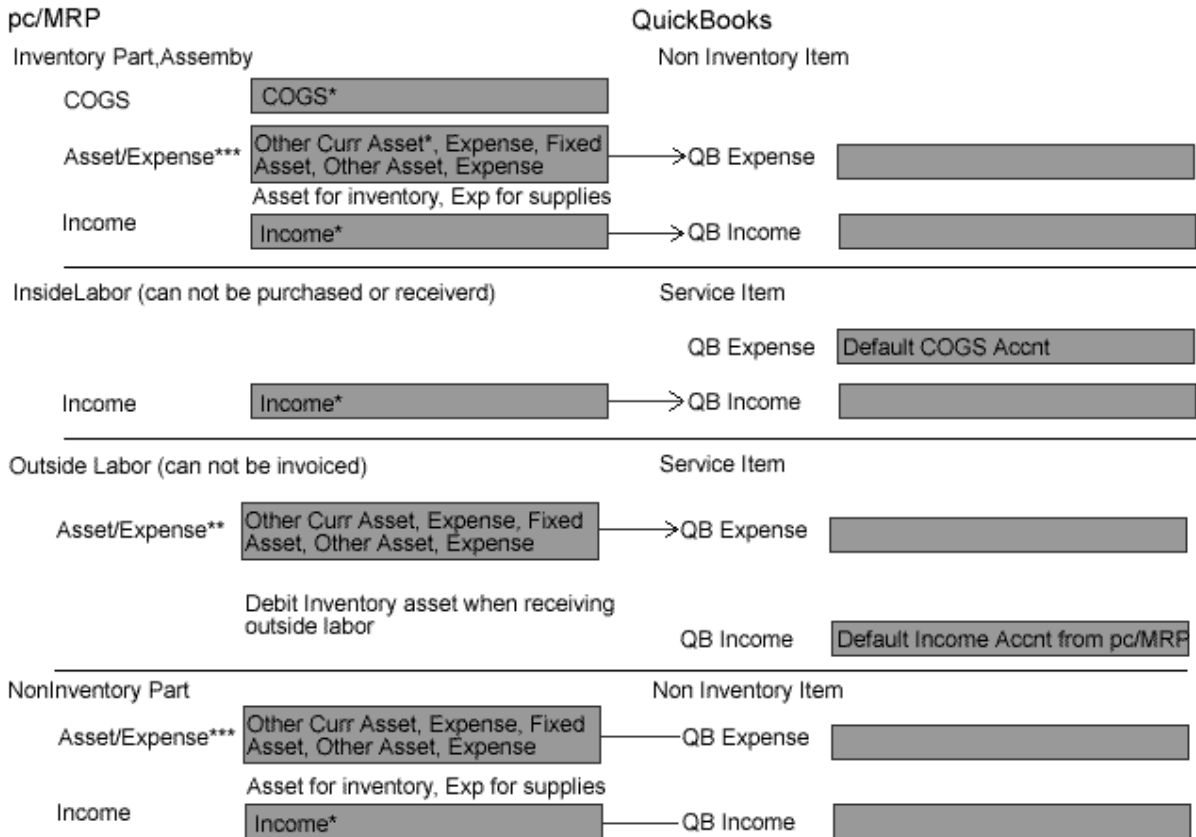 pc/MRP QuickBooks
Inventory Part,Assemby Non Inventory Item
COGS COGS*
Asset/Expense*** Other Curr Asset*, Expense, Fixed
Asset, Other Asset, Expense QB Expense
Asset for inventory, Exp for supplies
Income Income* QB Income
InsideLabor (can not be purchased or receiverd) Service Item
QB Expense Default COGS Accnt
Income Income* QB Income
Outside Labor (can not be invoiced) Service Item
Asset/Expense** Other Curr Asset, Expense, Fixed
Asset, Other Asset, Expense QB Expense
Debit Inventory asset when receiving
outside labor
QB Income Default Income Accnt from pc/MRP
NonInventory Part Non Inventory Item
Asset/Expense*** Other Curr Asset, Expense, Fixed
Asset, Other Asset, Expense QB Expense
Asset for inventory, Exp for supplies
Income Income* QB Income